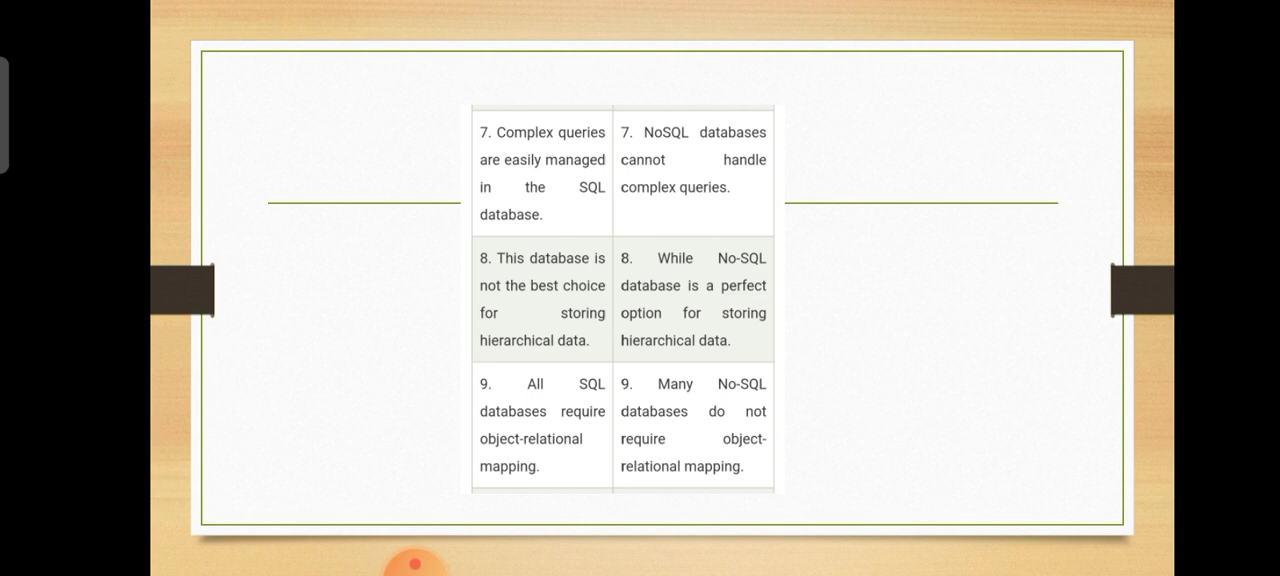 7. Complex queries
are easily managed
in the SQL
database.
7. NoSQL databases
cannot handle
complex queries.
8. This database is
not the best choice
for storing
hierarchical data.
8. While No-SQL
database is a perfect
option for storing
hierarchical data.
9. All SQL
databases require
object-relational
mapping.
9. Many No-SQL
databases do not
require object-
relational mapping.